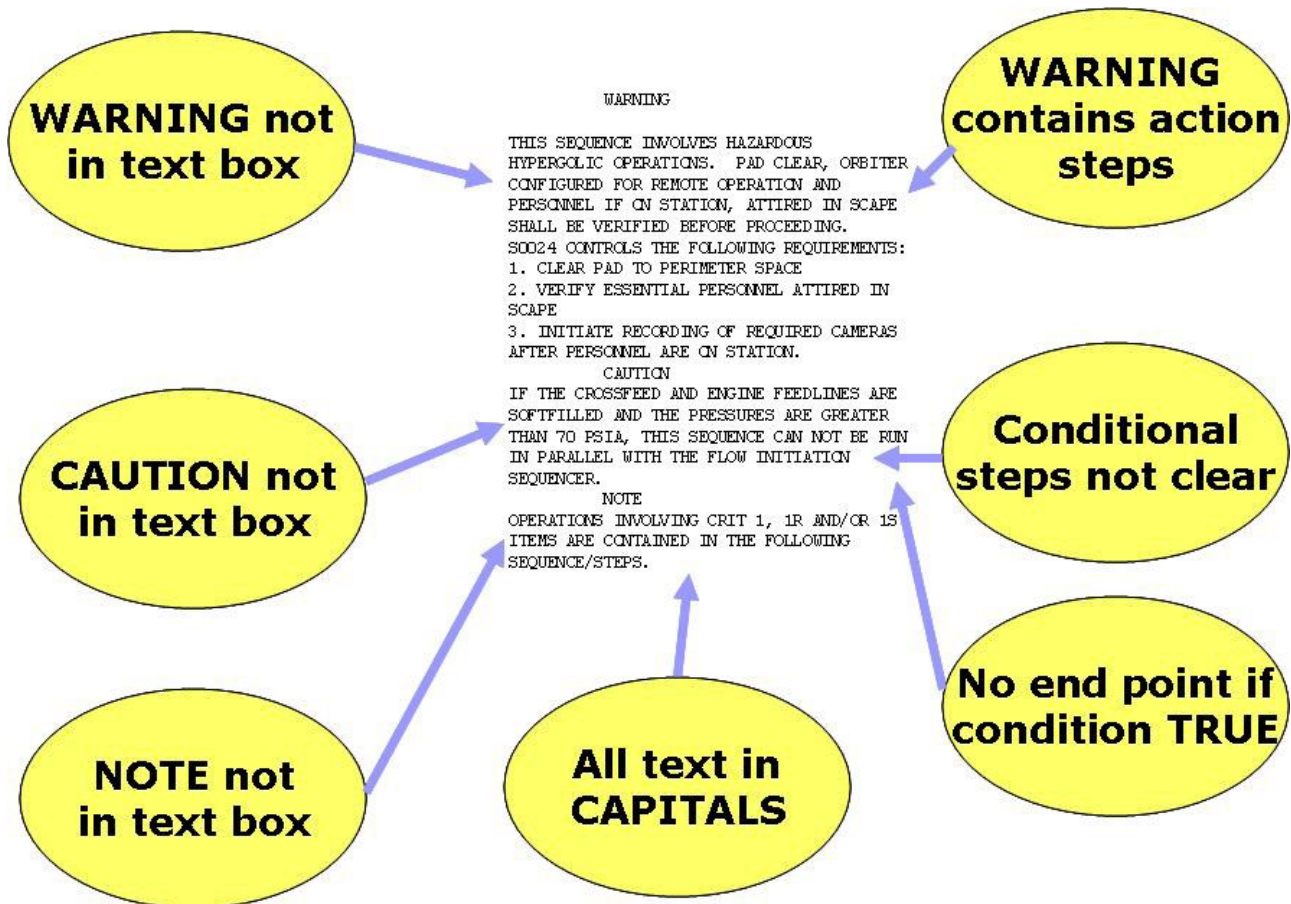 WARNING not
in text box
WARNING
contains action
steps
WARNING
THIS SEQUENCE INVOLVES HAZARDOUS
HYPERGOLIC OPERATIONS. PAD CLEAR, ORBITER
CONFIGURED FOR REMOTE OPERATION AND
PERSONNEL IF ON STATION, ATTIRED IN SCAPE
SHALL BE VERIFIED BEFORE PROCEEDING.
S0024 CONTROLS THE FOLLOWING REQUIREMENTS:
1. CLEAR PAD TO PERIMETER SPACE
2. VERIFY ESSENTIAL PERSONNEL ATTIRED IN
SCAPE
3. INITIATE RECORDING OF REQUIRED CAMERAS
AFTER PERSONNEL ARE ON STATION.
CAUTION
IF THE CROSSFEED AND ENGINE FEEDLINES ARE
SOFTFILLED AND THE PRESSURES ARE GREATER
THAN 70 PSIA, THIS SEQUENCE CAN NOT BE RUN
IN PARALLEL WITH THE FLOW INITIATION
SEQUENCER.
NOTE
OPERATIONS INVOLVING CRIT 1, 1R AND/OR 1S
ITEMS ARE CONTAINED IN THE FOLLOWING
SEQUENCE/STEPS.
CAUTION not
in text box
Conditional
steps not clear
NOTE not
in text box
All text in
CAPITALS
No end point if
condition TRUE